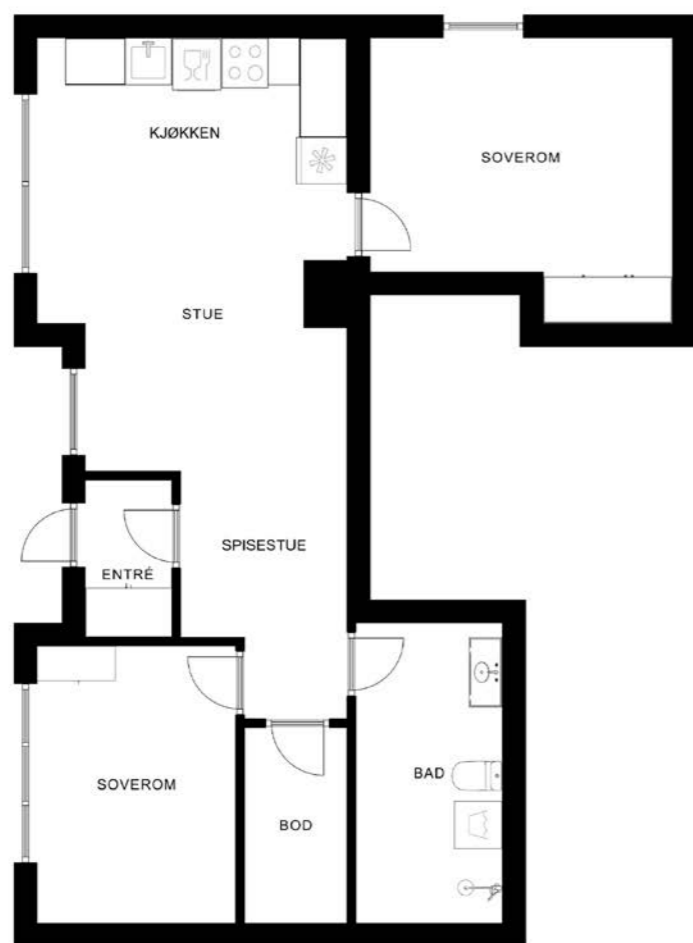 KJØKKEN
SOVEROM
STUE
SPISESTUE
ENTRÉ
SOVEROM
BOD
BAD